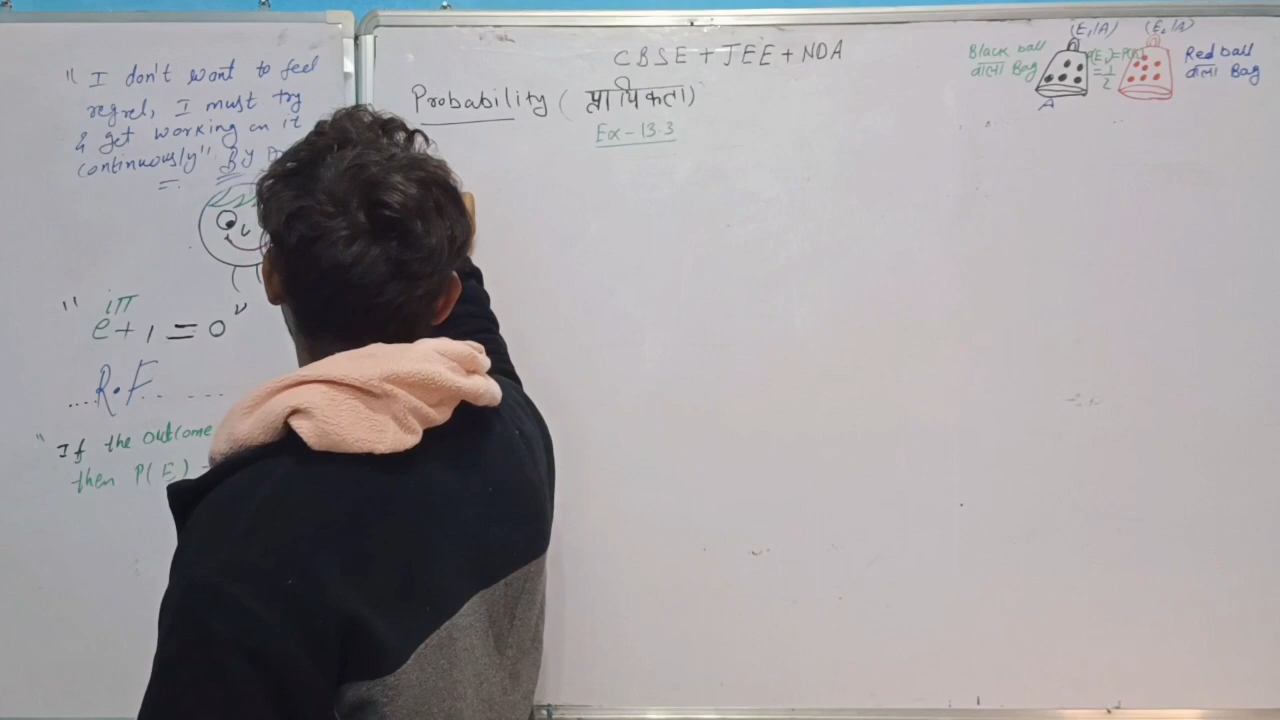 " I don't want to feel
regret, I must try
& get working on it
continuously" By
" e^iπ + 1 = 0 "
....R.F.. ....
" If the outcome
then P(E)
CBSE + JEE + NDA
Probability ( प्रायिकता)
Ex - 13.3
(E₁|A)
(E₂|A)
Black ball
वाला Bag
= 1/2
A
Red ball
वाला Bag